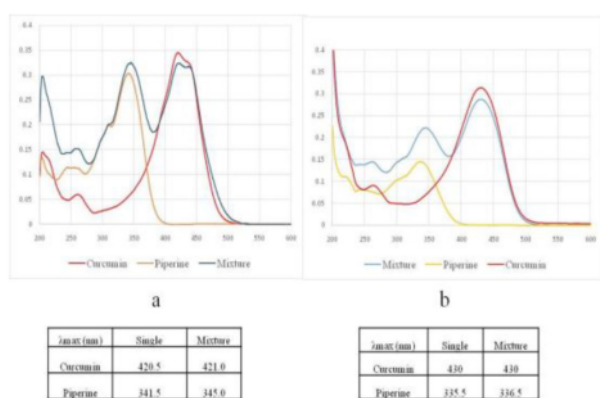 0.4
0.35
0.3
0.25
0.2
0.15
0.1
0.05
0
200 250 300 350 400 450 500 550 600
Curcumin Piperine Mixture
a
0.4
0.35
0.3
0.25
0.2
0.15
0.1
0.05
0
200 250 300 350 400 450 500 550 600
Mixture Piperine Curcumin
b
λmax (nm) Single Mixture
Curcumin 420.5 421.0
Piperine 341.5 345.0
λmax (nm) Single Mixture
Curcumin 430 430
Piperine 335.5 336.5